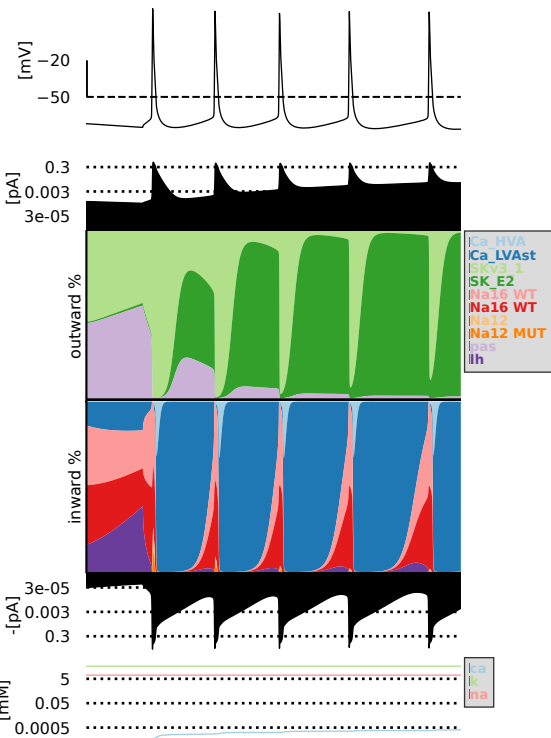 [mV]
−20
−50
[pA]
0.3
0.003
3e-05
outward %
Ca_HVA
Ca_LVAst
SKv3_1
SK_E2
Na16 WT
Na16 WT
Na12
Na12 MUT
pas
Ih
inward %
-[pA]
3e-05
0.003
0.3
[mM]
5
0.05
0.0005
ca
k
na